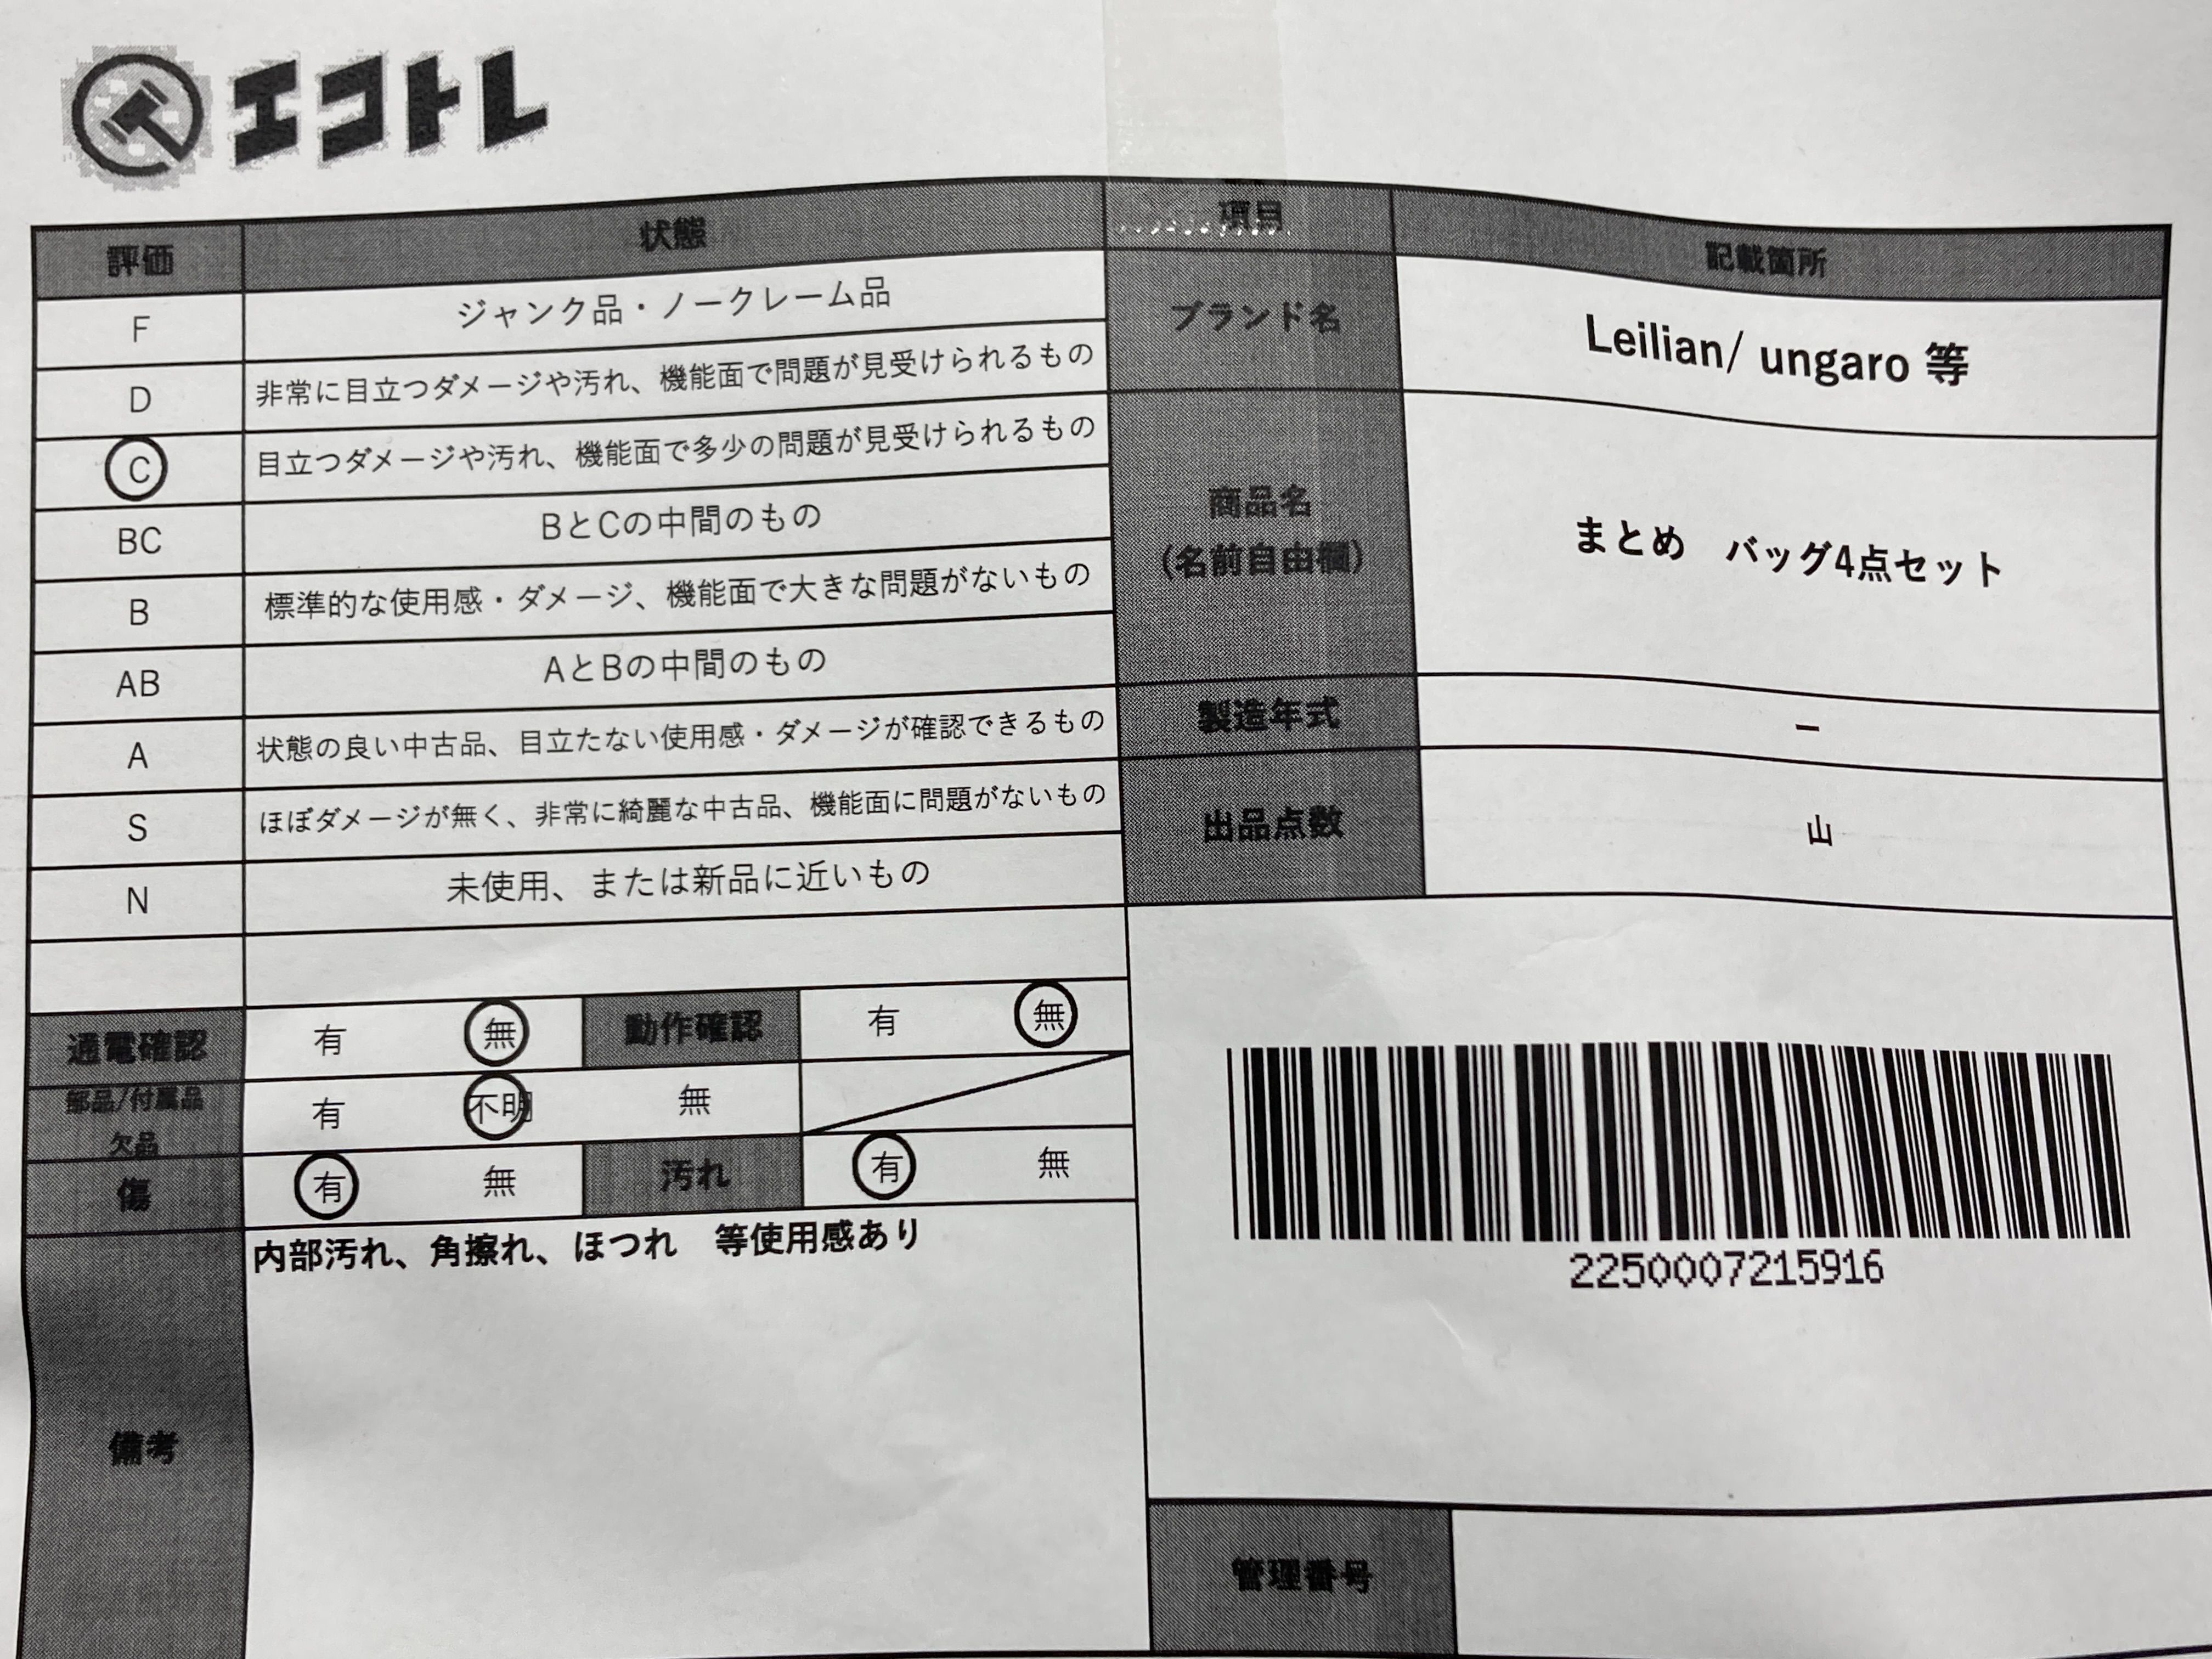 エコトレ
評価 状態
F ジャンク品・ノークレーム品
D 非常に目立つダメージや汚れ、機能面で問題が見受けられるもの
C 目立つダメージや汚れ、機能面で多少の問題が見受けられるもの
BC BとCの中間のもの
B 標準的な使用感・ダメージ、機能面で大きな問題がないもの
AB AとBの中間のもの
A 状態の良い中古品、目立たない使用感・ダメージが確認できるもの
S ほぼダメージが無く、非常に綺麗な中古品、機能面に問題がないもの
N 未使用、または新品に近いもの
通電確認 有 無 動作確認 有 無
部品/付属品
欠品 有 不明 無
傷 有 無 汚れ 有 無
備考 内部汚れ、角擦れ、ほつれ 等使用感あり
項目 記載箇所
ブランド名 Leilian/ ungaro 等
商品名
(名前自由欄) まとめ バッグ4点セット
製造年式 ー
出品点数 山
2250007215916
管理番号